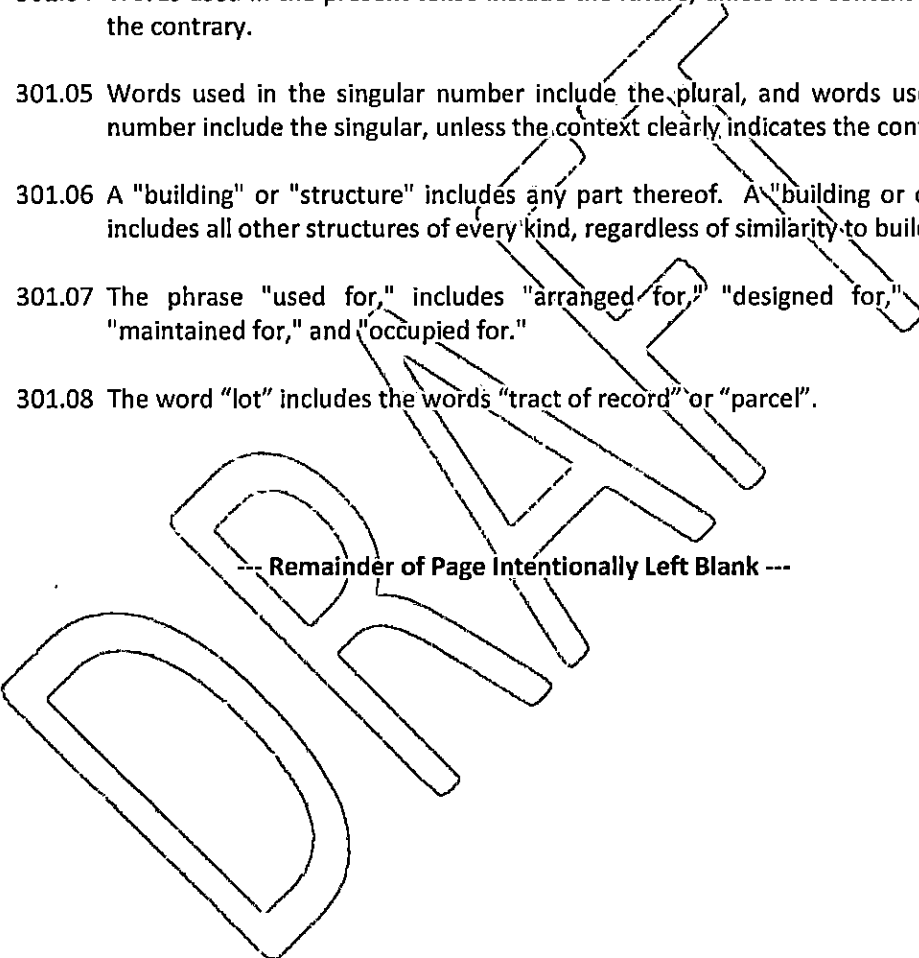 the contrary.
301.05 Words used in the singular number include the plural, and words
number include the singular, unless the context clearly indicates the
301.06 A "building" or "structure" includes any part thereof. A "building or
includes all other structures of every kind, regardless of similarity to
301.07 The phrase "used for," includes "arranged for," "designed for,"
"maintained for," and "occupied for."
301.08 The word “lot” includes the words “tract of record” or “parcel”.
--- Remainder of Page Intentionally Left Blank ---
DRAFT